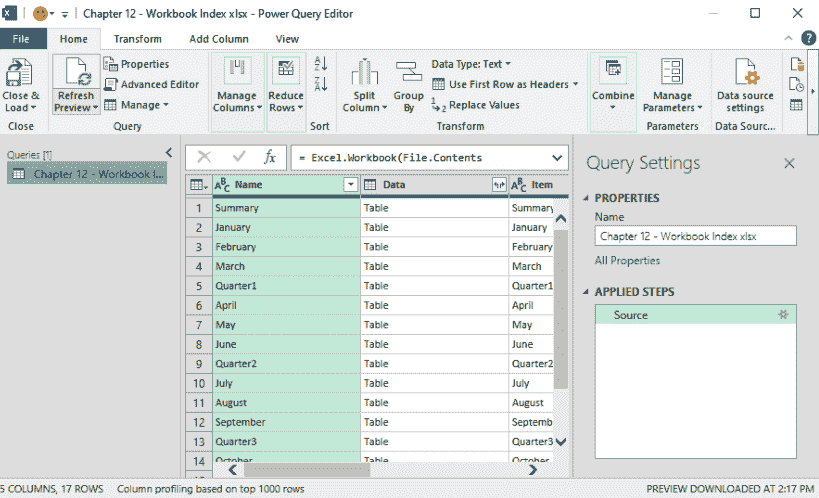 Chapter 12 - Workbook Index xlsx - Power Query Editor
File Home Transform Add Column View
Close & Load
Close
Refresh Preview
Properties
Advanced Editor
Manage
Query
Manage Columns
Reduce Rows
Sort
Split Column
Group By
Data Type: Text
Use First Row as Headers
Replace Values
Transform
Combine
Manage Parameters
Parameters
Data source settings
Data Sourc...
Queries [1]
Chapter 12 - Workbook I...
fx = Excel.Workbook(File.Contents
ABC Name Data ABC Item
1 Summary Table Summary
2 January Table January
3 February Table February
4 March Table March
5 Quarter1 Table Quarter1
6 April Table April
7 May Table May
8 June Table June
9 Quarter2 Table Quarter2
10 July Table July
11 August Table August
12 September Table Septemb
13 Quarter3 Table Quarter3
14 October Table October
Query Settings
PROPERTIES
Name
Chapter 12 - Workbook Index xlsx
All Properties
APPLIED STEPS
Source
5 COLUMNS, 17 ROWS Column profiling based on top 1000 rows PREVIEW DOWNLOADED AT 2:17 PM